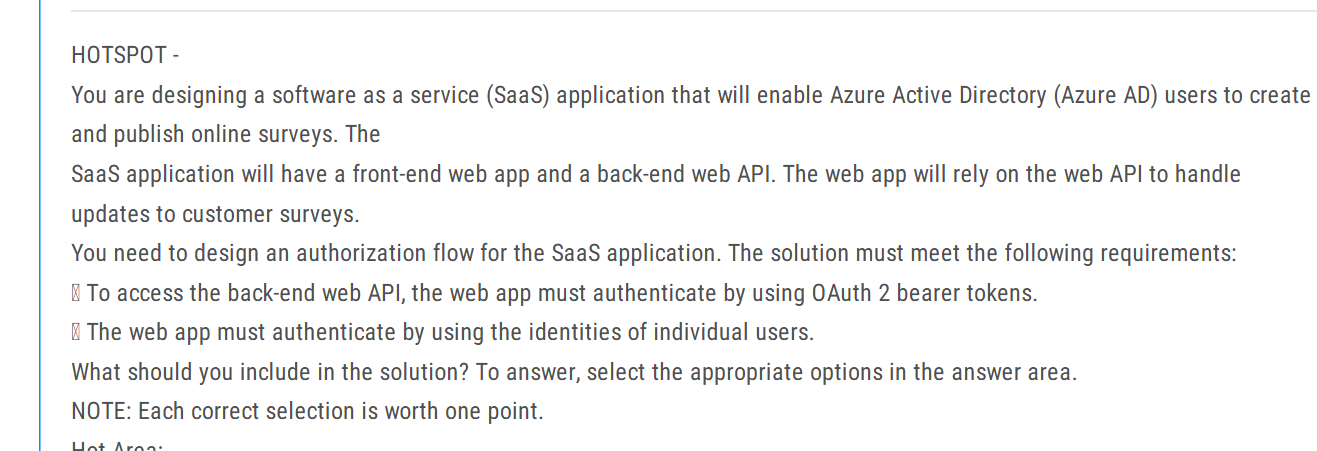 HOTSPOT -
You are designing a software as a service (SaaS) application that will enable Azure Active Directory (Azure AD) users to create
and publish online surveys. The
SaaS application will have a front-end web app and a back-end web API. The web app will rely on the web API to handle
updates to customer surveys.
You need to design an authorization flow for the SaaS application. The solution must meet the following requirements:
To access the back-end web API, the web app must authenticate by using OAuth 2 bearer tokens.
The web app must authenticate by using the identities of individual users.
What should you include in the solution? To answer, select the appropriate options in the answer area.
NOTE: Each correct selection is worth one point.
Hot Area: